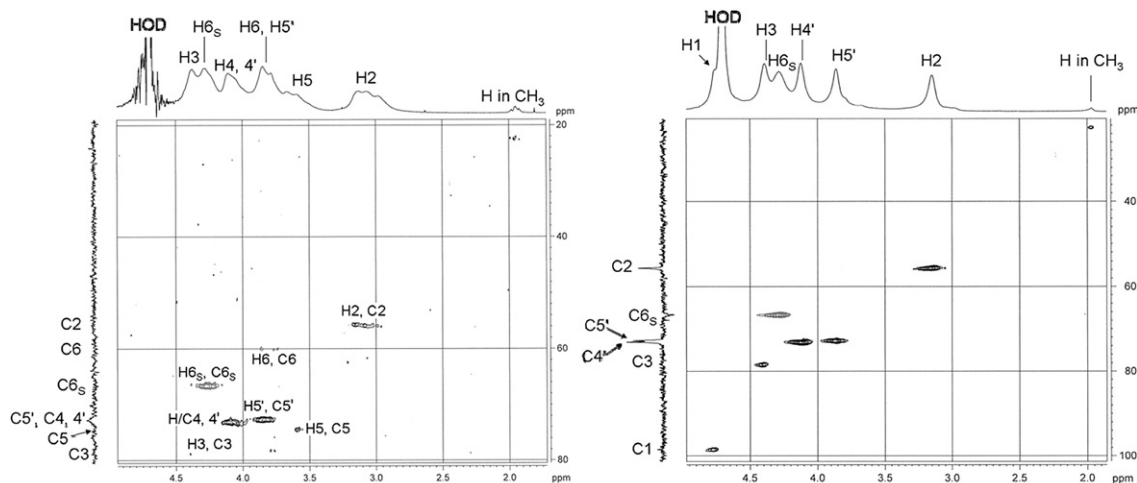 HOD
H6S
H6, H5'
H3
H4, 4'
H5
H2
H in CH3
ppm
20
40
60
80
C2
C6
C6S
C5', C4, 4'
C5
C3
H2, C2
H6, C6
H6S, C6S
H5', C5'
H/C4, 4'
H5, C5
H3, C3
4.5 4.0 3.5 3.0 2.5 2.0 ppm
HOD
H3 H4'
H1
H6S
H5'
H2
H in CH3
ppm
40
60
80
100
C2
C6S
C5'
C4'
C3
C1
4.5 4.0 3.5 3.0 2.5 2.0 ppm